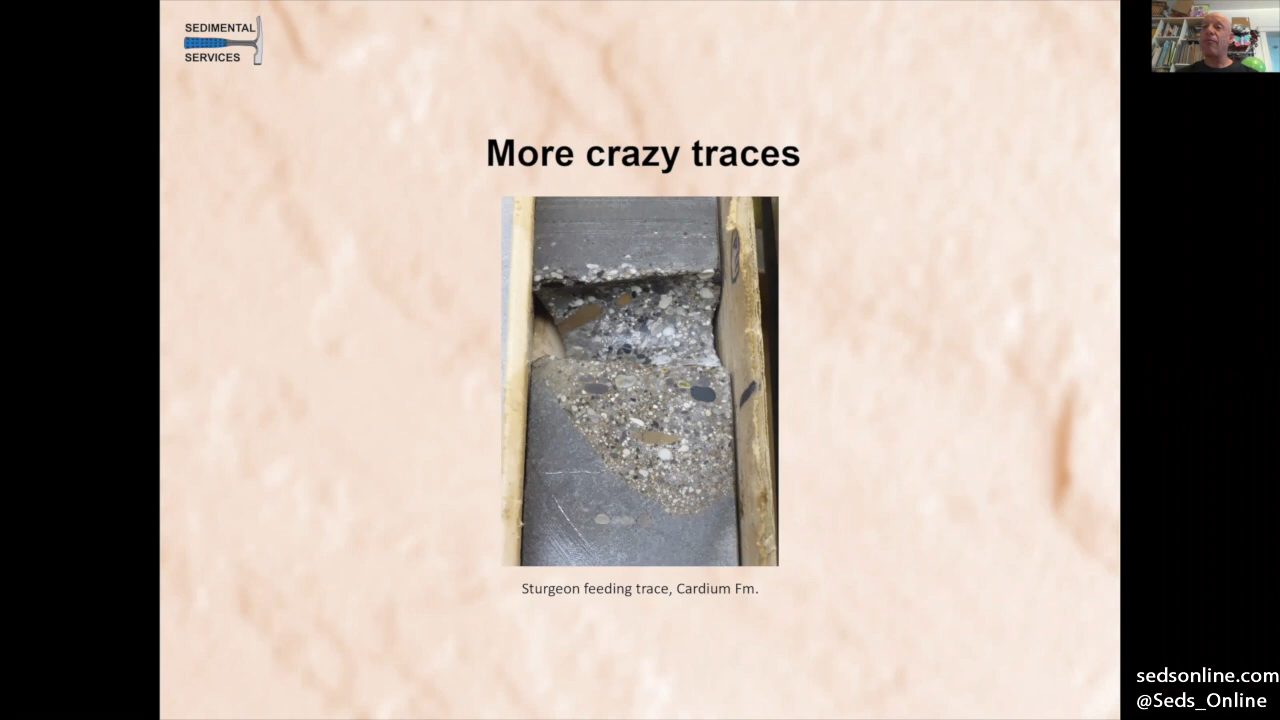 SEDIMENTAL
SERVICES
More crazy traces
Sturgeon feeding trace, Cardium Fm.
sedsonline.com
@Seds_Online